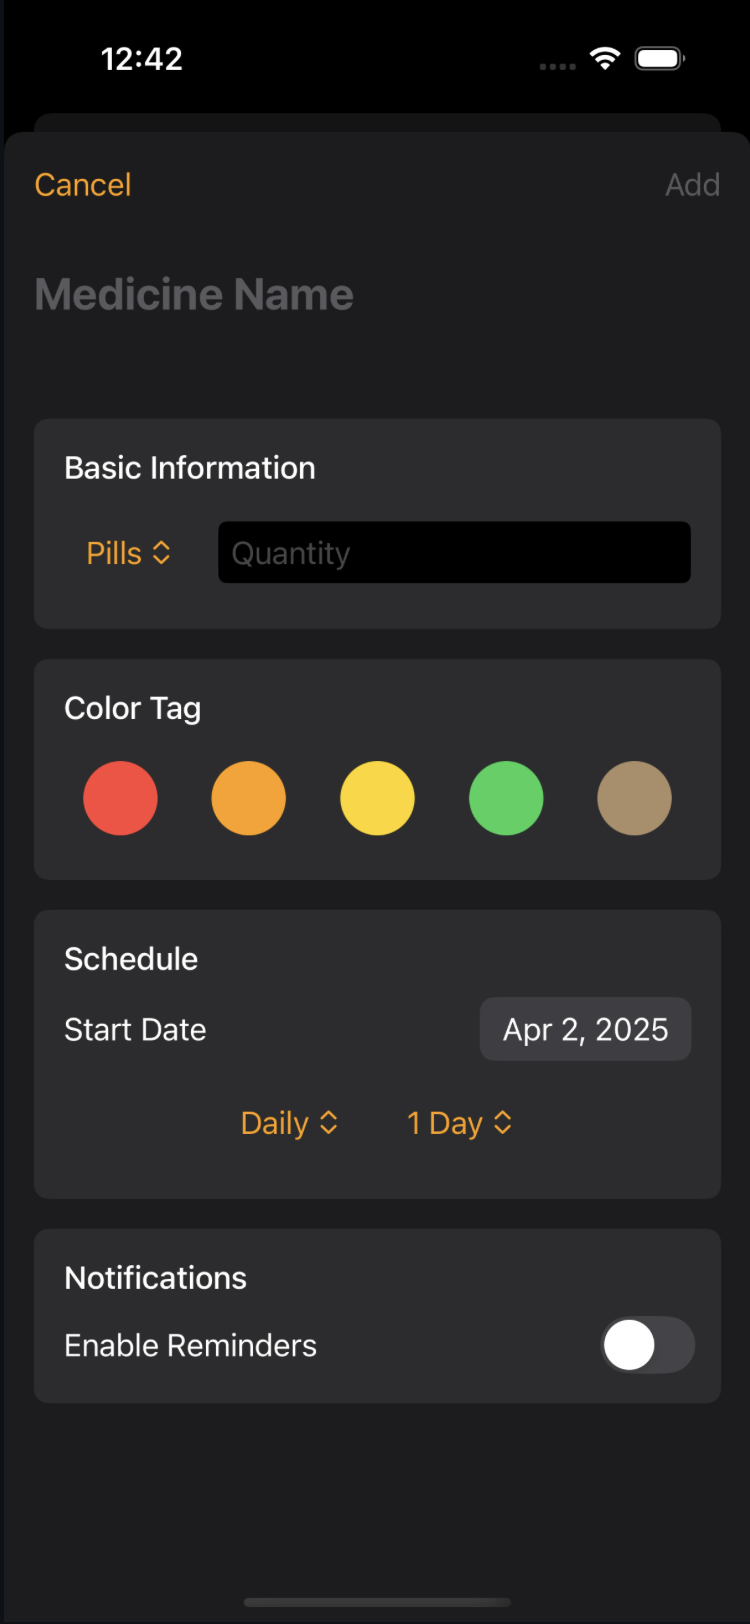 12:42
Cancel Add
Medicine Name
Basic Information
Pills Quantity
Color Tag
Schedule
Start Date Apr 2, 2025
Daily 1 Day
Notifications
Enable Reminders